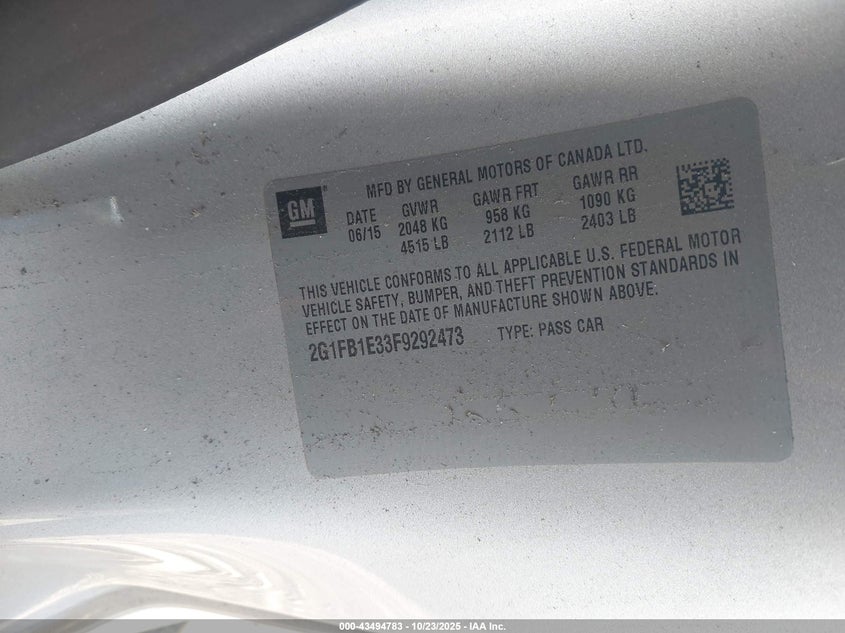 GM
MFD BY GENERAL MOTORS OF CANADA LTD.
DATE GVWR GAWR FRT GAWR RR
06/15 2048 KG 958 KG 1090 KG
4515 LB 2112 LB 2403 LB
THIS VEHICLE CONFORMS TO ALL APPLICABLE U.S. FEDERAL MOTOR
VEHICLE SAFETY, BUMPER, AND THEFT PREVENTION STANDARDS IN
EFFECT ON THE DATE OF MANUFACTURE SHOWN ABOVE.
2G1FB1E33F9292473 TYPE: PASS CAR
000-43494783 - 10/23/2025 - IAA Inc.